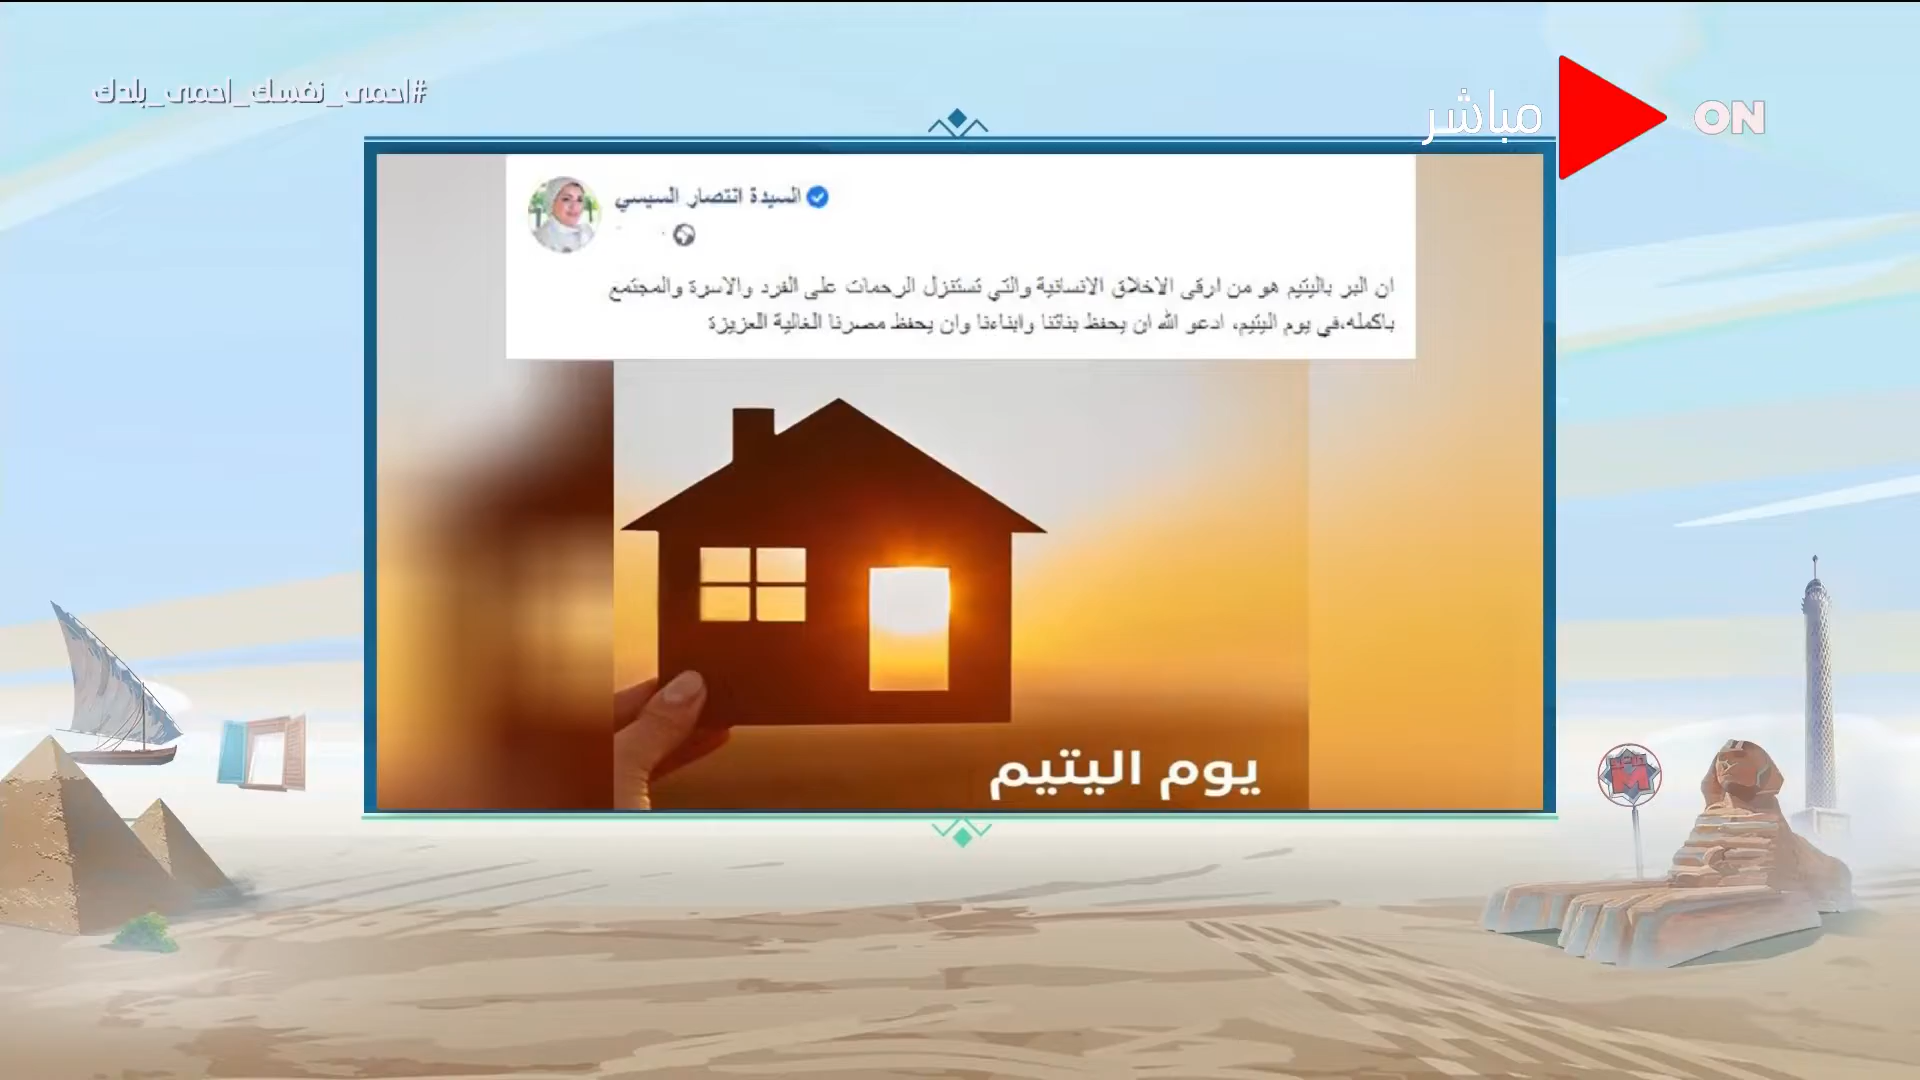 #احمى_نفسك_احمى_بلدك
مباشر
ON
السيدة انتصار السيسي
ان البر باليتيم هو من ارقى الاخلاق الانسانية والتي تستنزل الرحمات على الفرد والاسرة والمجتمع
باكمله،في يوم اليتيم، ادعو الله ان يحفظ بناتنا وابناءنا وان يحفظ مصرنا الغالية العزيزة
يوم اليتيم
M